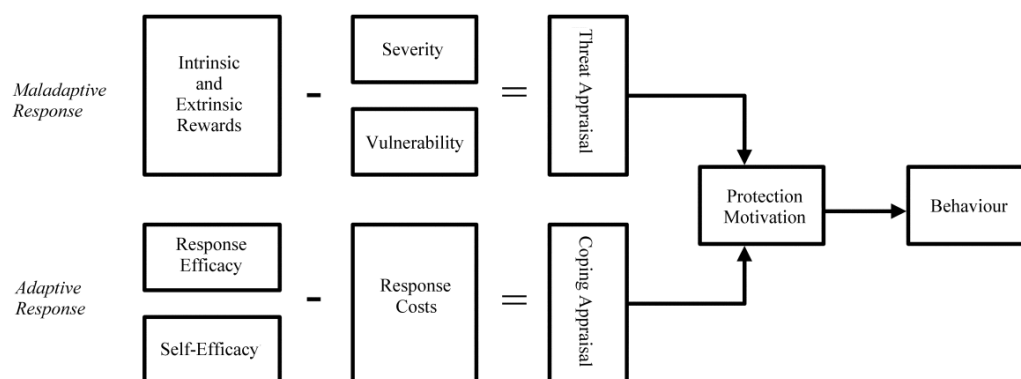 Maladaptive
Response
Intrinsic
and
Extrinsic
Rewards
-
Severity
Vulnerability
=
Threat Appraisal
Adaptive
Response
Response
Efficacy
Self-Efficacy
-
Response
Costs
=
Coping Appraisal
Protection
Motivation
Behaviour